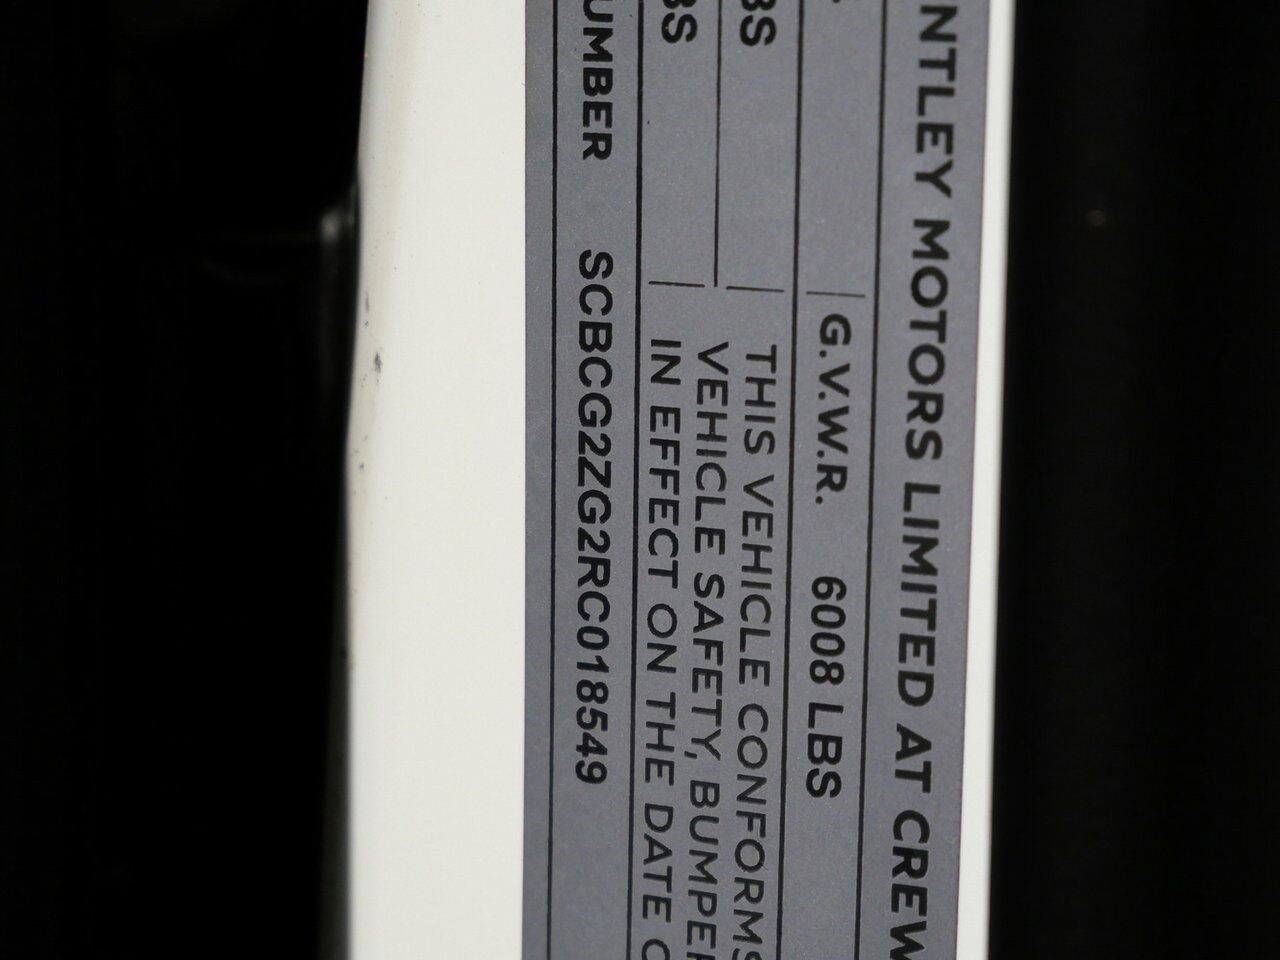 NTLEY MOTORS LIMITED AT CREW
G.V.W.R. 6008 LBS
BS THIS VEHICLE CONFORMS
VEHICLE SAFETY, BUMPER
BS IN EFFECT ON THE DATE O
UMBER SCBCG2ZG2RC018549